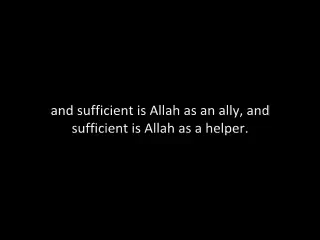 and sufficient is Allah as an ally, and
sufficient is Allah as a helper.